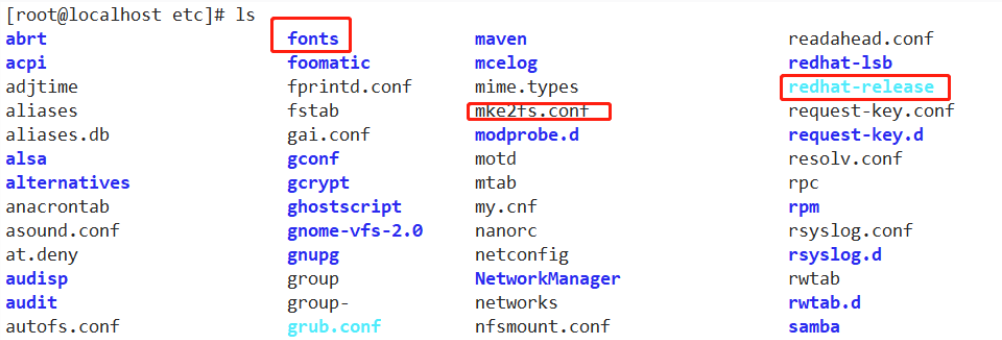 [root@localhost etc]# ls
abrt fonts maven readahead.conf
acpi foomatic mcelog redhat-lsb
adjtime fprintd.conf mime.types redhat-release
aliases fstab mke2fs.conf request-key.conf
aliases.db gai.conf modprobe.d request-key.d
alsa gconf motd resolv.conf
alternatives gcrypt mtab rpc
anacrontab ghostscript my.cnf rpm
asound.conf gnome-vfs-2.0 nanorc rsyslog.conf
at.deny gnupg netconfig rsyslog.d
audisp group NetworkManager rwtab
audit group- networks rwtab.d
autofs.conf grub.conf nfsmount.conf samba